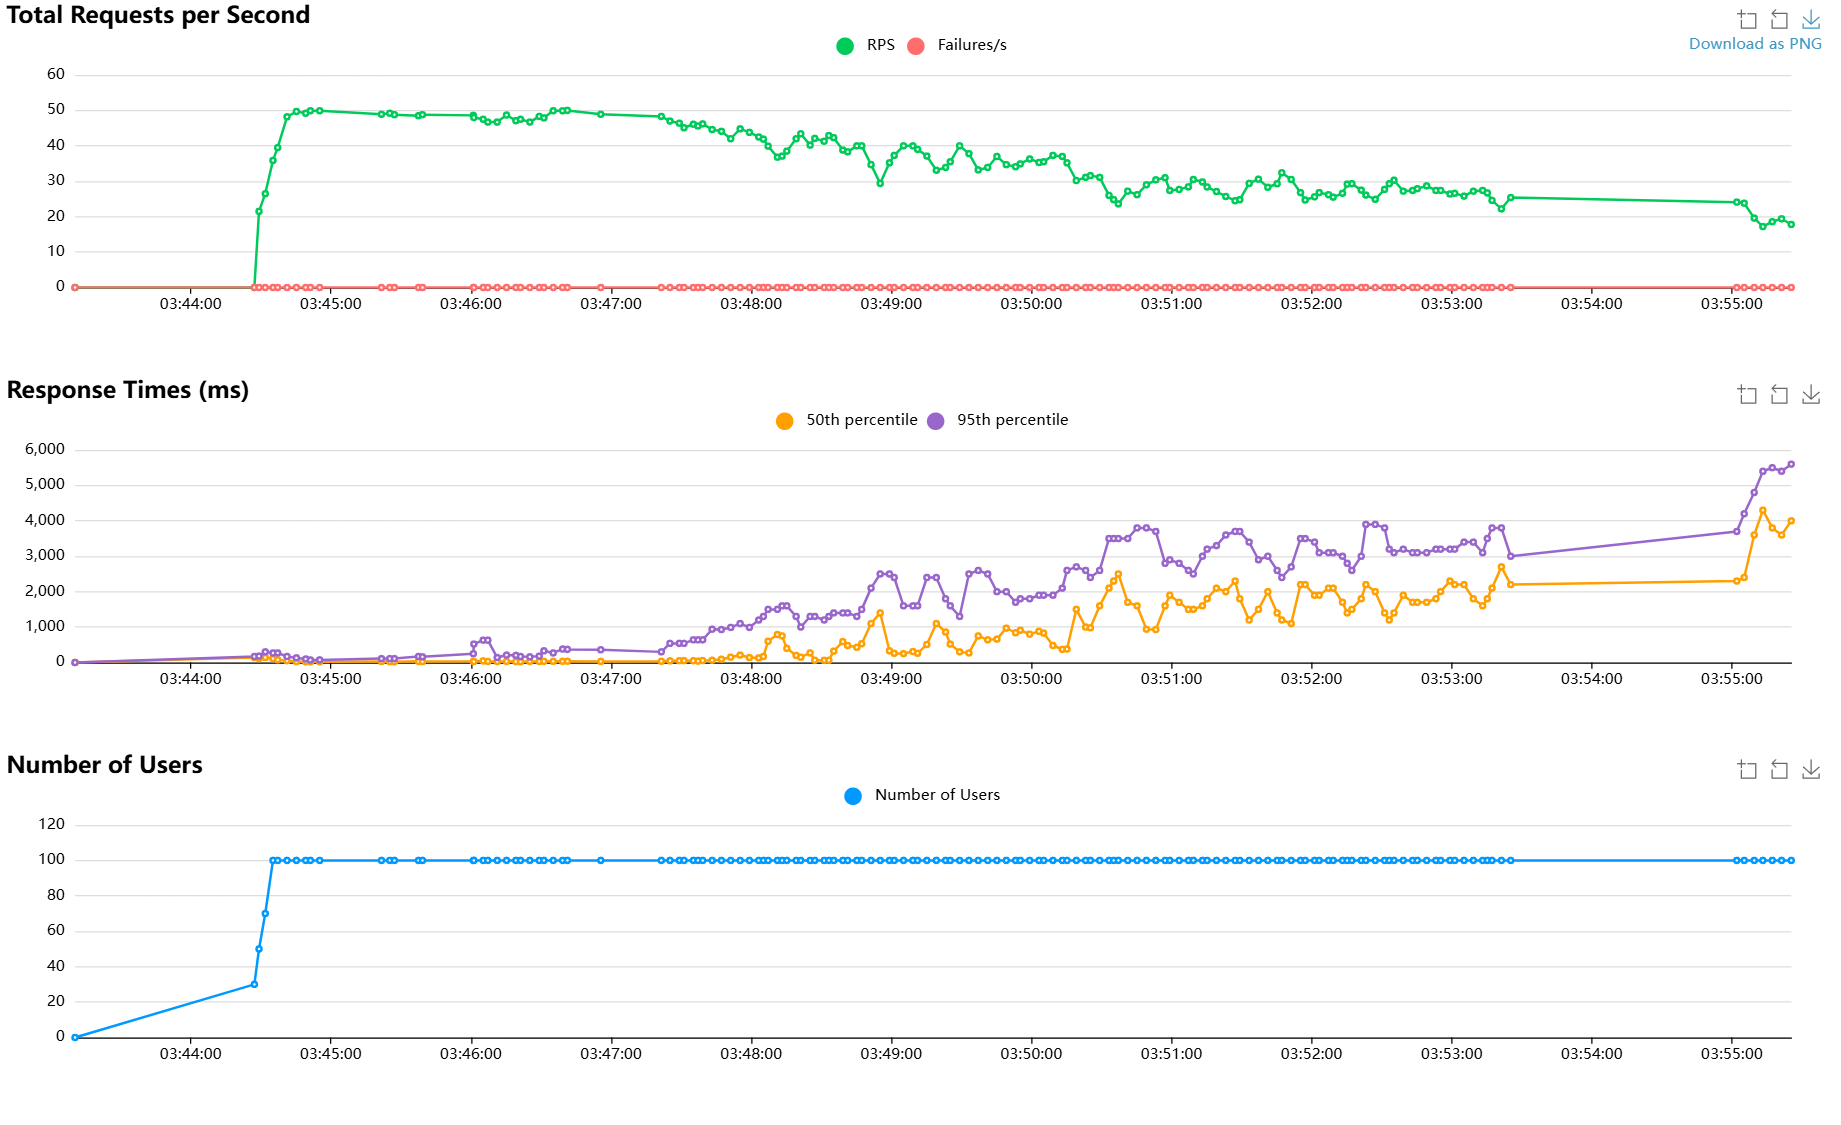 Total Requests per Second
Download as PNG
RPS Failures/s
60
50
40
30
20
10
0
03:44:00 03:45:00 03:46:00 03:47:00 03:48:00 03:49:00 03:50:00 03:51:00 03:52:00 03:53:00 03:54:00 03:55:00
Response Times (ms)
50th percentile 95th percentile
6,000
5,000
4,000
3,000
2,000
1,000
0
03:44:00 03:45:00 03:46:00 03:47:00 03:48:00 03:49:00 03:50:00 03:51:00 03:52:00 03:53:00 03:54:00 03:55:00
Number of Users
Number of Users
120
100
80
60
40
20
0
03:44:00 03:45:00 03:46:00 03:47:00 03:48:00 03:49:00 03:50:00 03:51:00 03:52:00 03:53:00 03:54:00 03:55:00